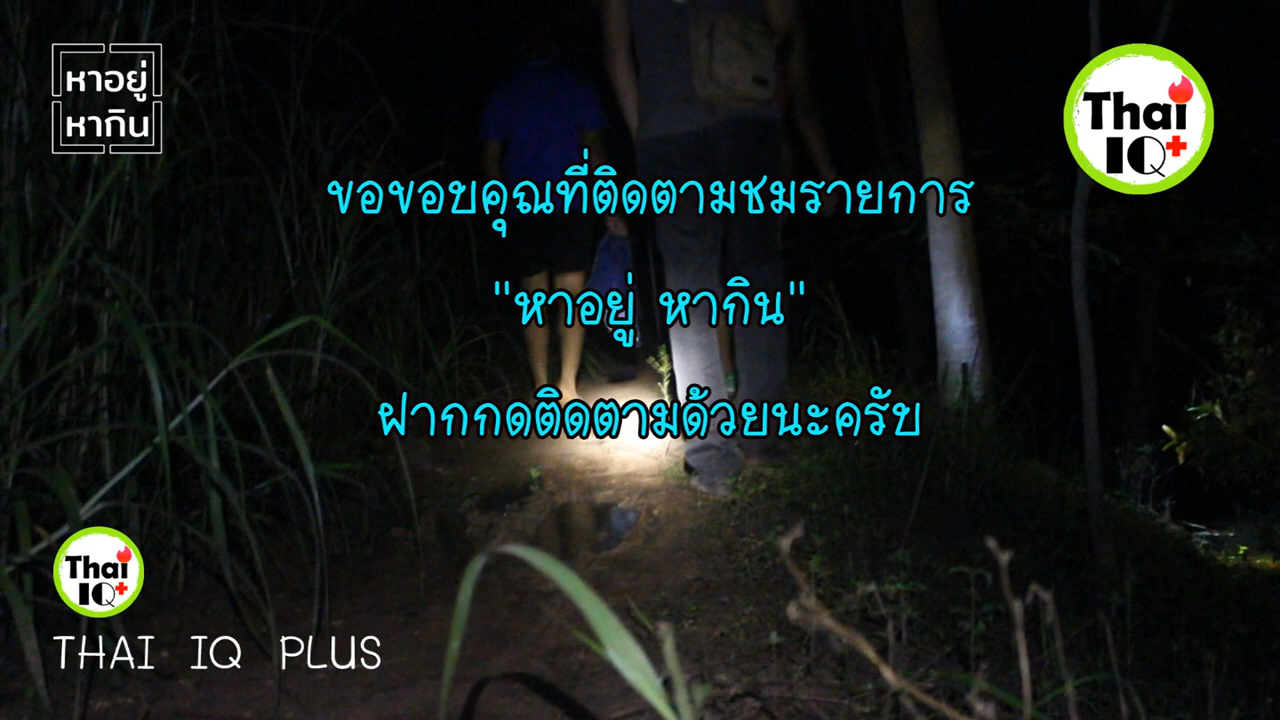 หาอยู่
หากิน
Thai
IQ+
ขอขอบคุณที่ติดตามชมรายการ
"หาอยู่ หากิน"
ฝากกดติดตามด้วยนะครับ
Thai
IQ+
THAI IQ PLUS